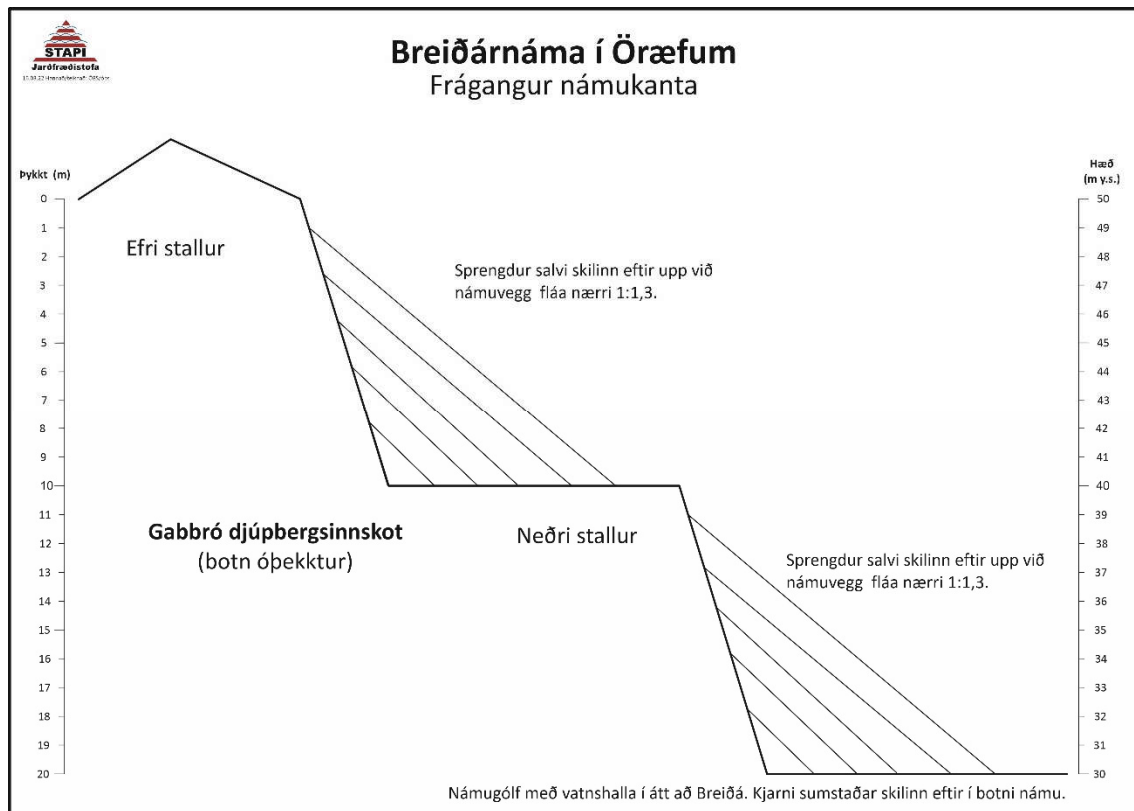 STAPI
Jarðfræðistofa
Breiðárnáma í Öræfum
Frágangur námukanta
Þykkt (m)
Hæð
(m y.s.)
0
1
2
3
4
5
6
7
8
9
10
11
12
13
14
15
16
17
18
19
20
50
49
48
47
46
45
44
43
42
41
40
39
38
37
36
35
34
33
32
31
30
Efri stallur
Sprengdur salvi skilinn eftir upp við
námuvegg fláa nærri 1:1,3.
Gabbró djúpbergsinnskot
(botn óþekktur)
Neðri stallur
Sprengdur salvi skilinn eftir upp við
námuvegg fláa nærri 1:1,3.
Námugólf með vatnshalla í átt að Breiðá. Kjarni sumstaðar skilinn eftir í botni námu.